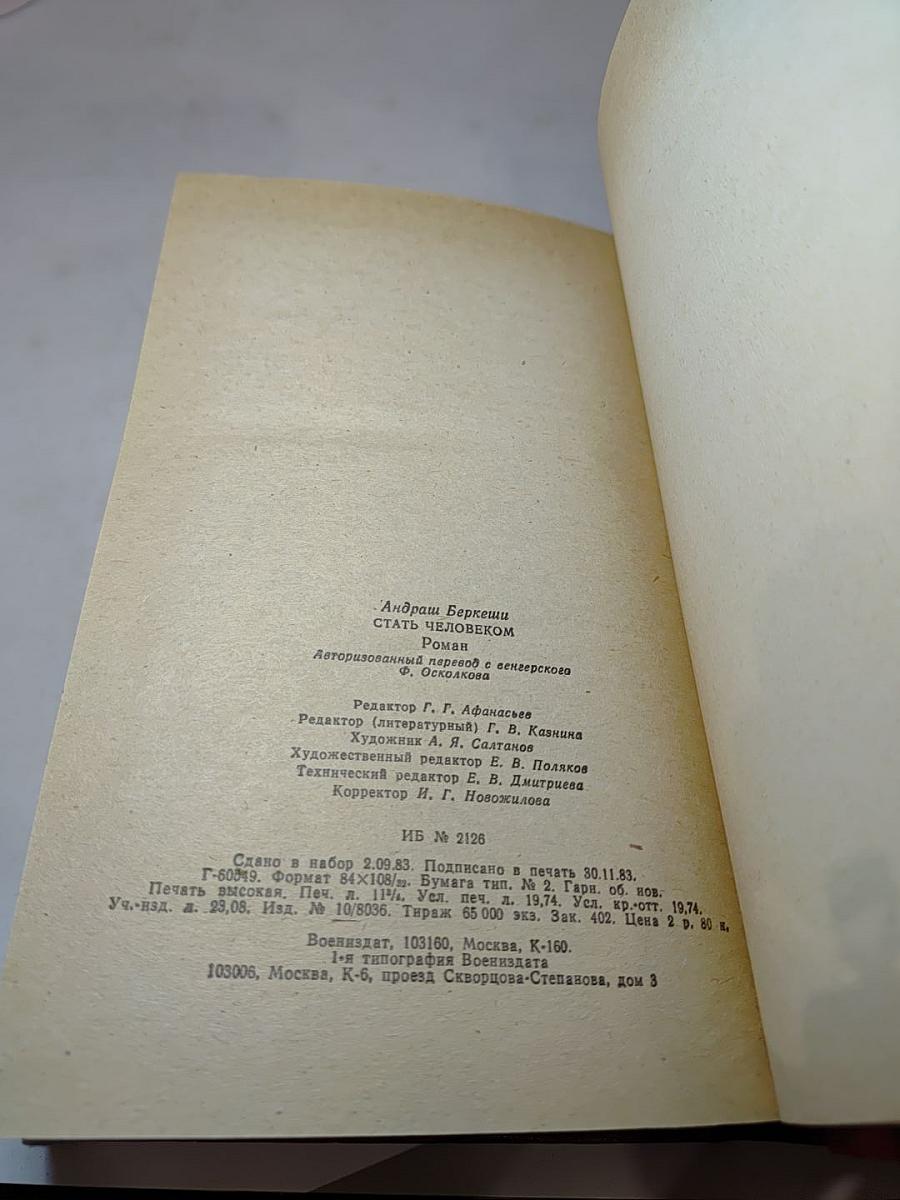 Андраш Беркеши
СТАТЬ ЧЕЛОВЕКОМ
Роман
Авторизованный перевод с венгерского
Ф. Осколкова
Редактор Г. Г. Афанасьев
Редактор (литературный) Г. В. Казнина
Художник А. Я. Салтанов
Художественный редактор Е. В. Поляков
Технический редактор Е. В. Дмитриева
Корректор И. Г. Новожилова
ИБ № 2126
Сдано в набор 2.09.83. Подписано в печать 30.11.83.
Формат 84×108/₃₂. Бумага тип. № 2. Гарн. об. нов.
Печать высокая. Печ. л. 11³/₄. Усл. печ. л. 19,74. Усл. кр.-отт. 19,74.
Уч.-изд. л. 23,08. Изд. № 10/8036. Тираж 65 000 экз. Зак. 402. Цена 2 р. 80 к.
Воениздат, 103160, Москва, К-160.
1-я типография Воениздата
103006, Москва, К-6, проезд Скворцова-Степанова, дом 3